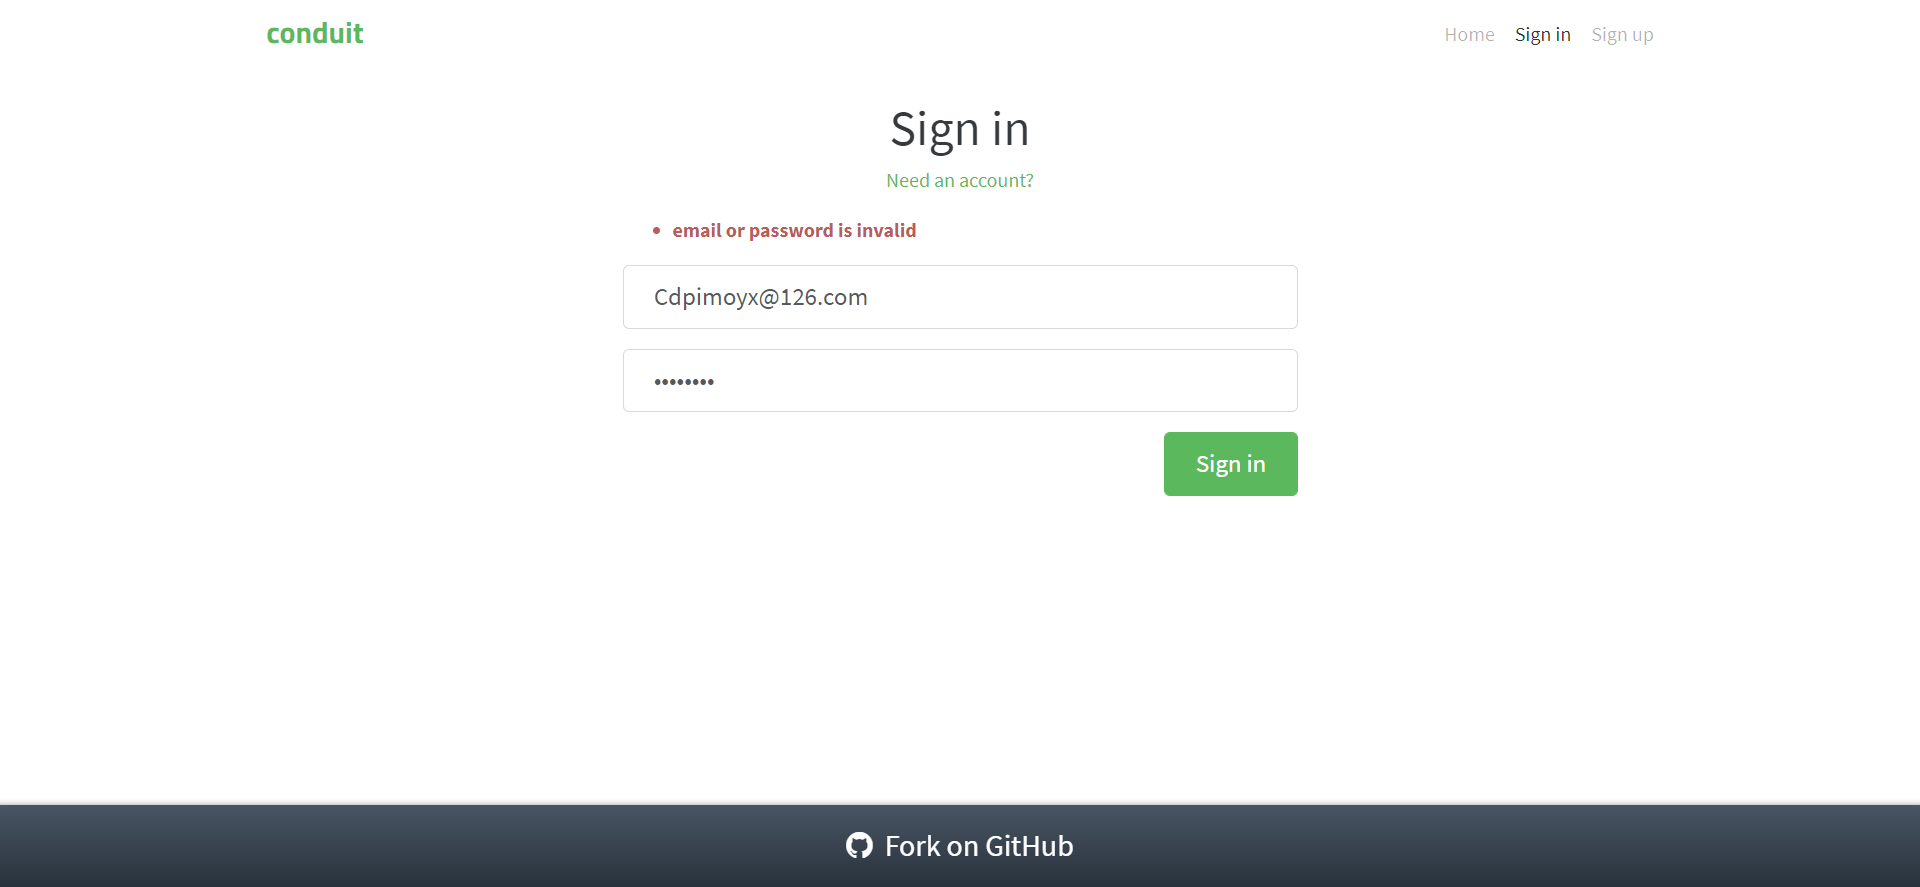 conduit
Home Sign in Sign up
Sign in
Need an account?
• email or password is invalid
Cdpimoyx@126.com
••••••••
Sign in
Fork on GitHub